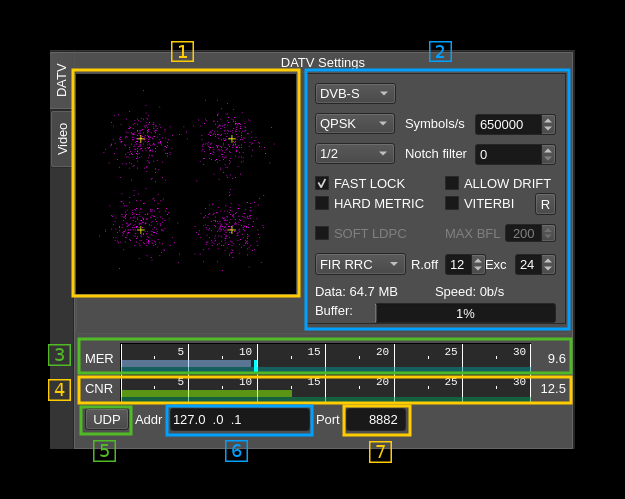 1
2
DATV Settings
DATV
Video
DVB-S
QPSK Symbols/s 650000
1/2 Notch filter 0
FAST LOCK ALLOW DRIFT
HARD METRIC VITERBI R
SOFT LDPC MAX BFL 200
FIR RRC R.off 12 Exc 24
Data: 64.7 MB Speed: 0b/s
Buffer: 1%
3 MER 5 10 15 20 25 30 9.6
4 CNR 5 10 15 20 25 30 12.5
UDP Addr 127.0 .0 .1 Port 8882
5 6 7